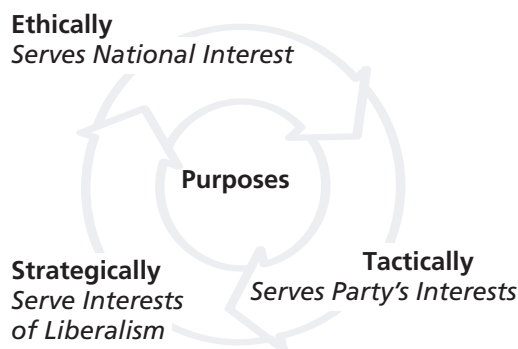 Ethically
Serves National Interest
Purposes
Tactically
Serves Party's Interests
Strategically
Serve Interests
of Liberalism